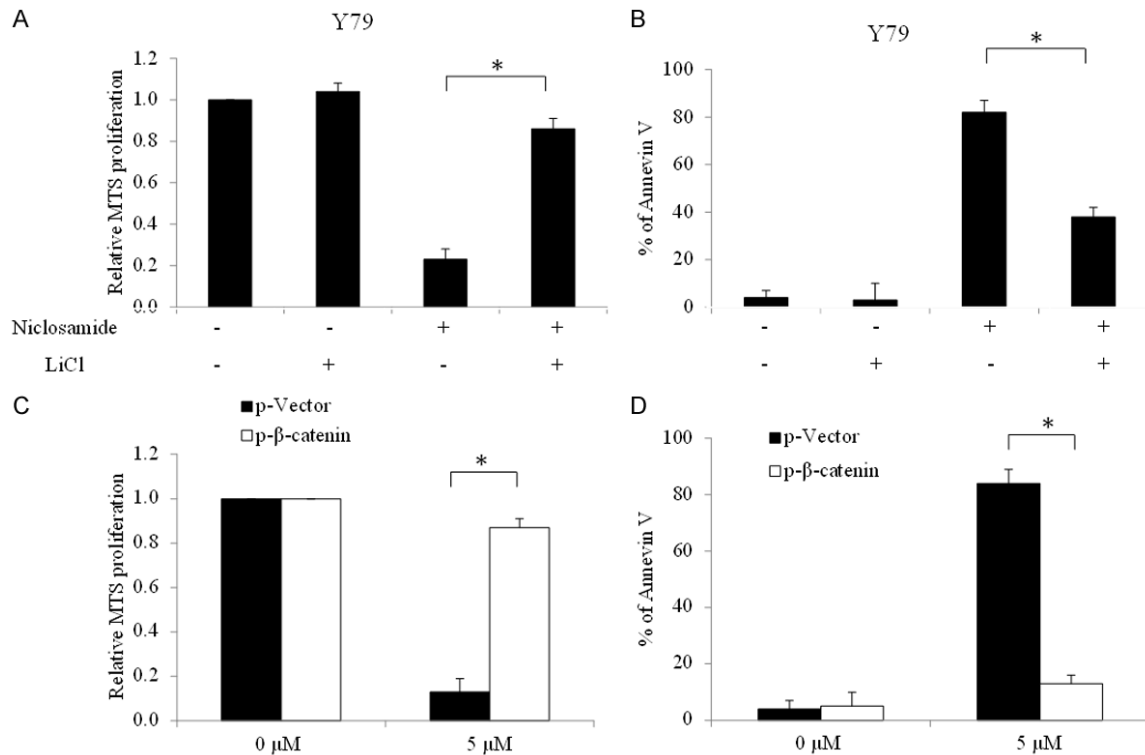 A
Y79
Relative MTS proliferation
1.2
1.0
0.8
0.6
0.4
0.2
0.0
*
Niclosamide - - + +
LiCl - + - +
B
Y79
% of Annevin V
100
80
60
40
20
0
*
- - + +
- + - +
C
p-Vector
p-β-catenin
Relative MTS proliferation
1.2
1.0
0.8
0.6
0.4
0.2
0.0
*
0 μM 5 μM
D
p-Vector
p-β-catenin
% of Annevin V
100
80
60
40
20
0
*
0 μM 5 μM